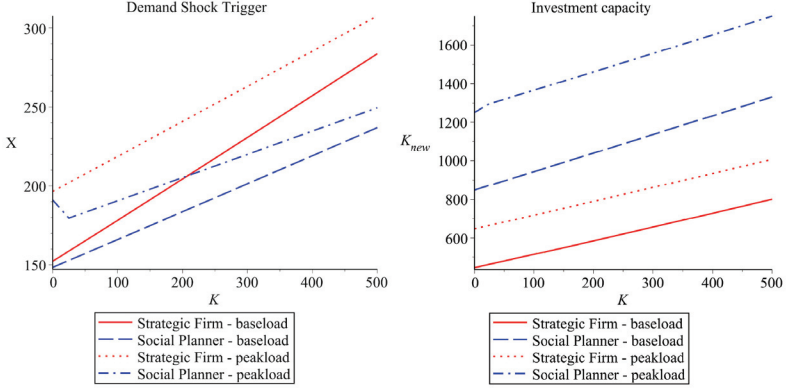 Demand Shock Trigger
300
250
X
200
150
0
100
200
300
400
500
K
Strategic Firm - baseload
Social Planner - baseload
Strategic Firm - peakload
Social Planner - peakload
Investment capacity
1600
1400
1200
K_new
1000
800
600
0
100
200
300
400
500
K
Strategic Firm - baseload
Social Planner - baseload
Strategic Firm - peakload
Social Planner - peakload